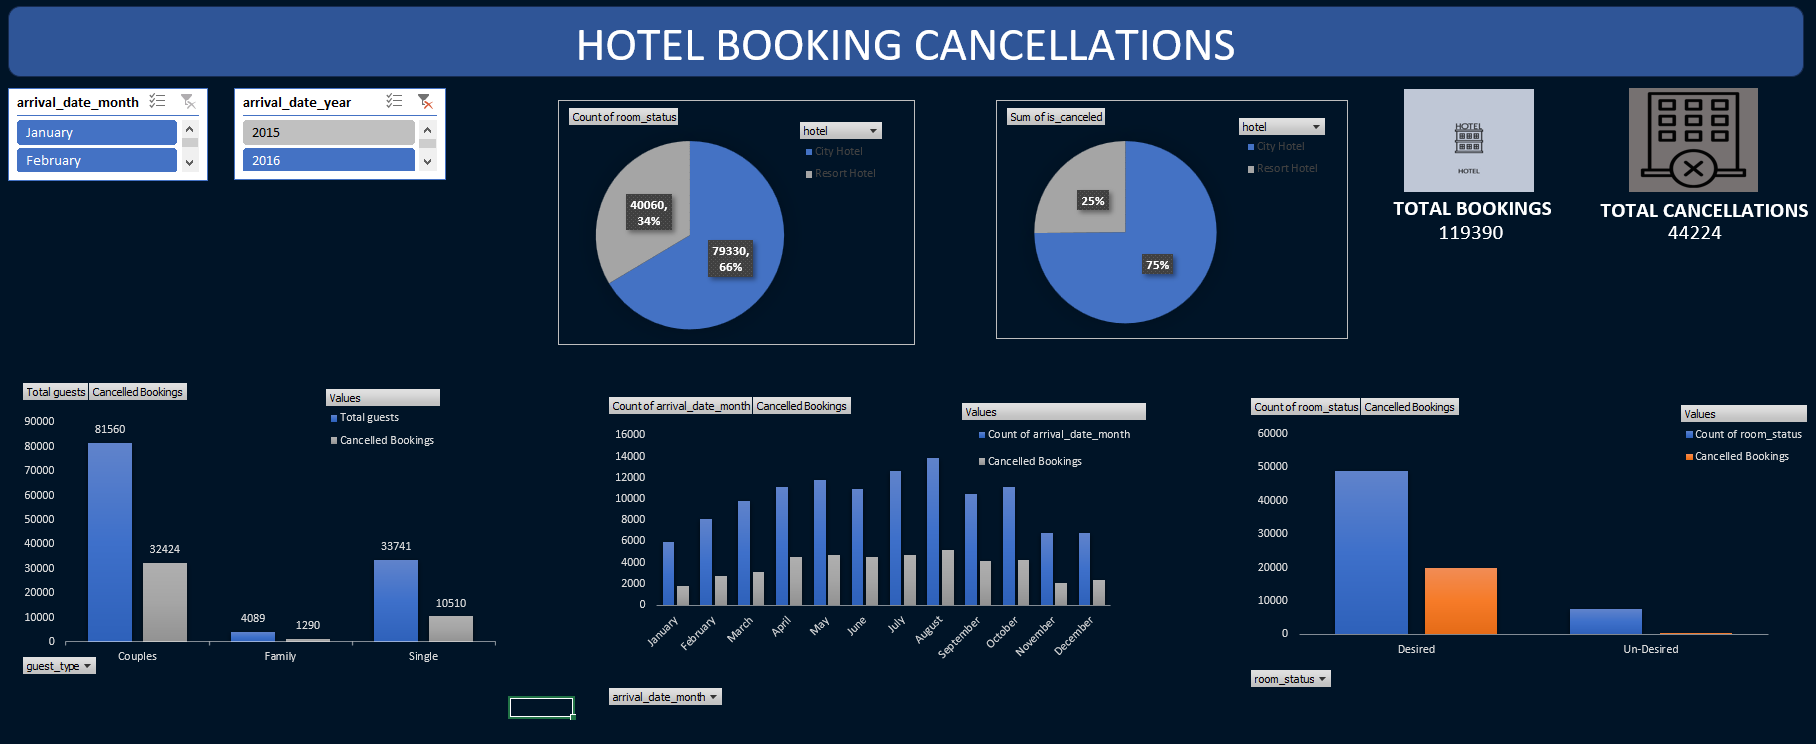 HOTEL BOOKING CANCELLATIONS
arrival_date_month
January
February
arrival_date_year
2015
2016
Count of room_status
hotel
City Hotel
Resort Hotel
40060,
34%
79330,
66%
Sum of is_canceled
hotel
City Hotel
Resort Hotel
25%
75%
HOTEL
HOTEL
TOTAL BOOKINGS
119390
TOTAL CANCELLATIONS
44224
Total guests Cancelled Bookings
Values
Total guests
Cancelled Bookings
90000
80000
70000
60000
50000
40000
30000
20000
10000
0
81560
32424
4089
1290
33741
10510
Couples Family Single
guest_type
Count of arrival_date_month Cancelled Bookings
Values
Count of arrival_date_month
Cancelled Bookings
16000
14000
12000
10000
8000
6000
4000
2000
0
January February March April May June July August September October November December
arrival_date_month
Count of room_status Cancelled Bookings
Values
Count of room_status
Cancelled Bookings
60000
50000
40000
30000
20000
10000
0
Desired Un-Desired
room_status